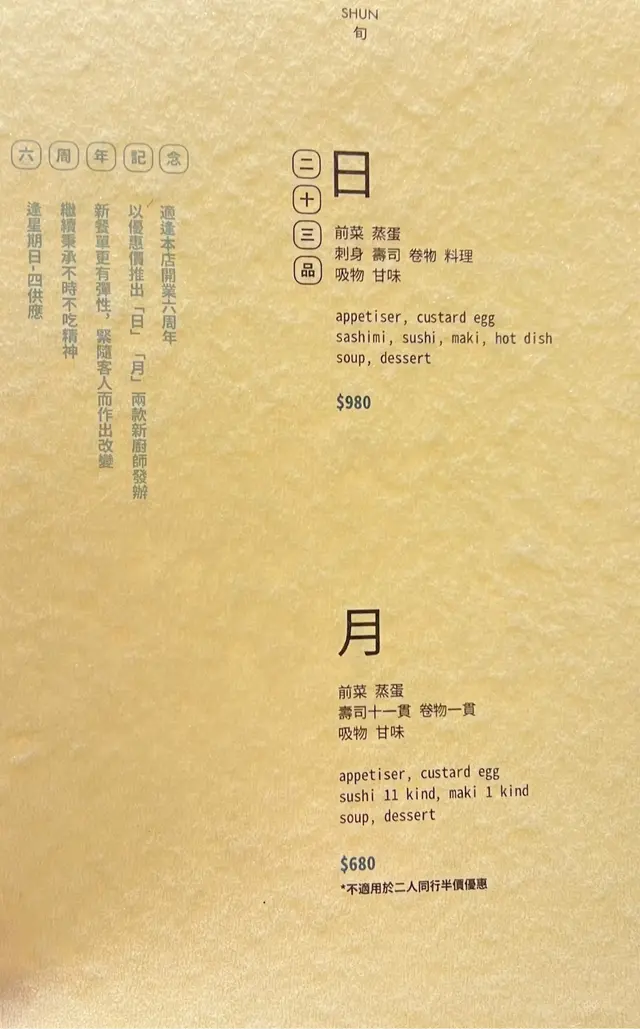 SHUN
旬
六周年記念
適逢本店開業六周年
以優惠價推出「日」「月」兩款新廚師發辦
新餐單更有彈性，緊隨客人而作出改變
繼續秉承不時不吃精神
逢星期日-四供應
二十三品
日
前菜 蒸蛋
刺身 壽司 卷物 料理
吸物 甘味
appetiser, custard egg
sashimi, sushi, maki, hot dish
soup, dessert
$980
月
前菜 蒸蛋
壽司十一貫 卷物一貫
吸物 甘味
appetiser, custard egg
sushi 11 kind, maki 1 kind
soup, dessert
$680
*不適用於二人同行半價優惠